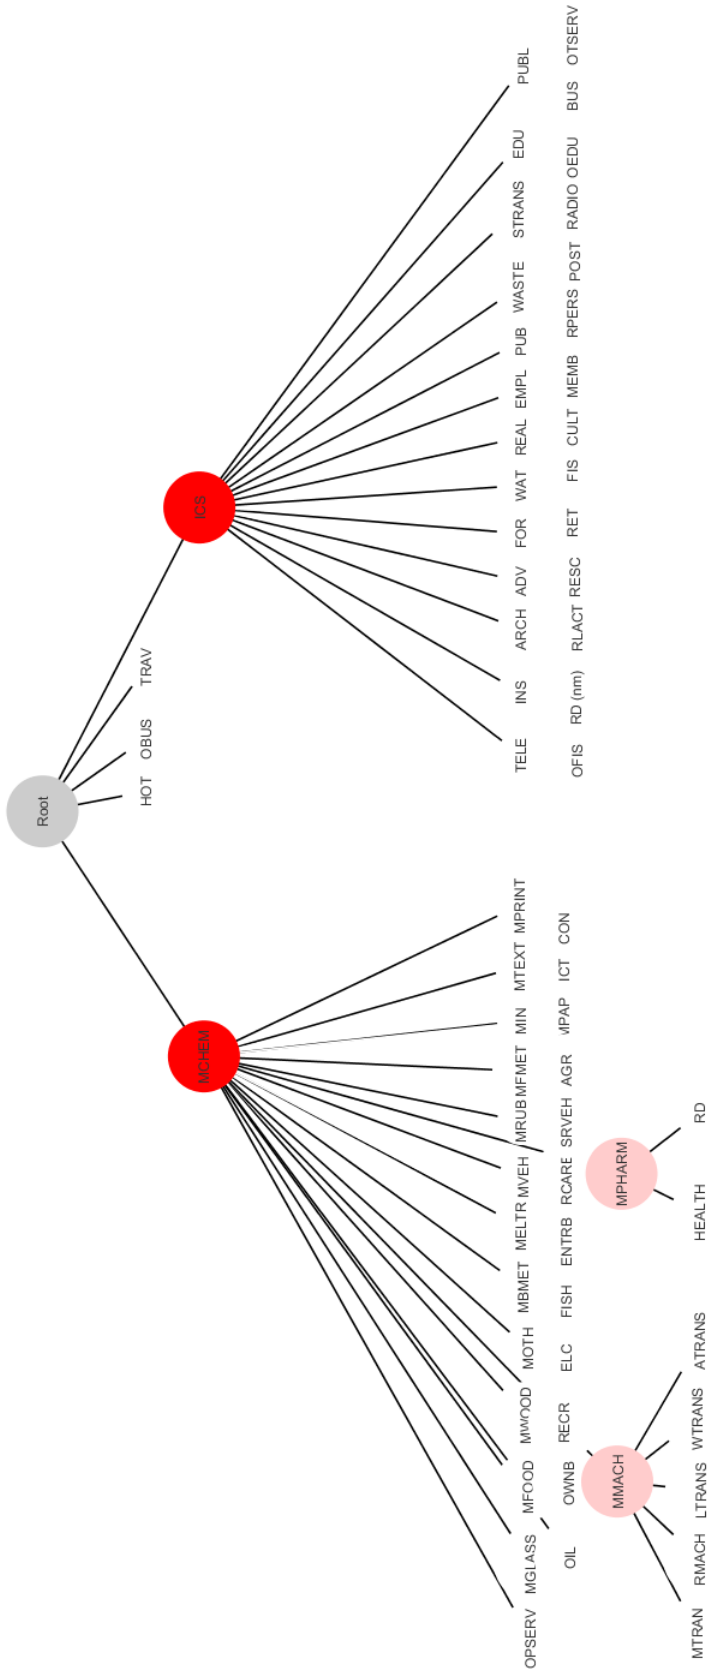 Root
HOT OBUS TRAV
MCHEM ICS
OPSERV MGLASS MFOOD MWOOD MOTH MBMET MELTR MVEH MRUB MFMET MIN MTEXT MPRINT TELE INS ARCH ADV FOR WAT REAL EMPL PUB WASTE STRANS EDU PUBL
OIL OWNB RECR ELC FISH ENTRB RCARE SRVEH AGR MPAP ICT CON OFIS RD (nm) RLACT RESC RET FIS CULT MEMB RPERS POST RADIO OEDU BUS OTSERV
MMACH MPHARM
MTRAN RMACH LTRANS WTRANS ATRANS HEALTH RD